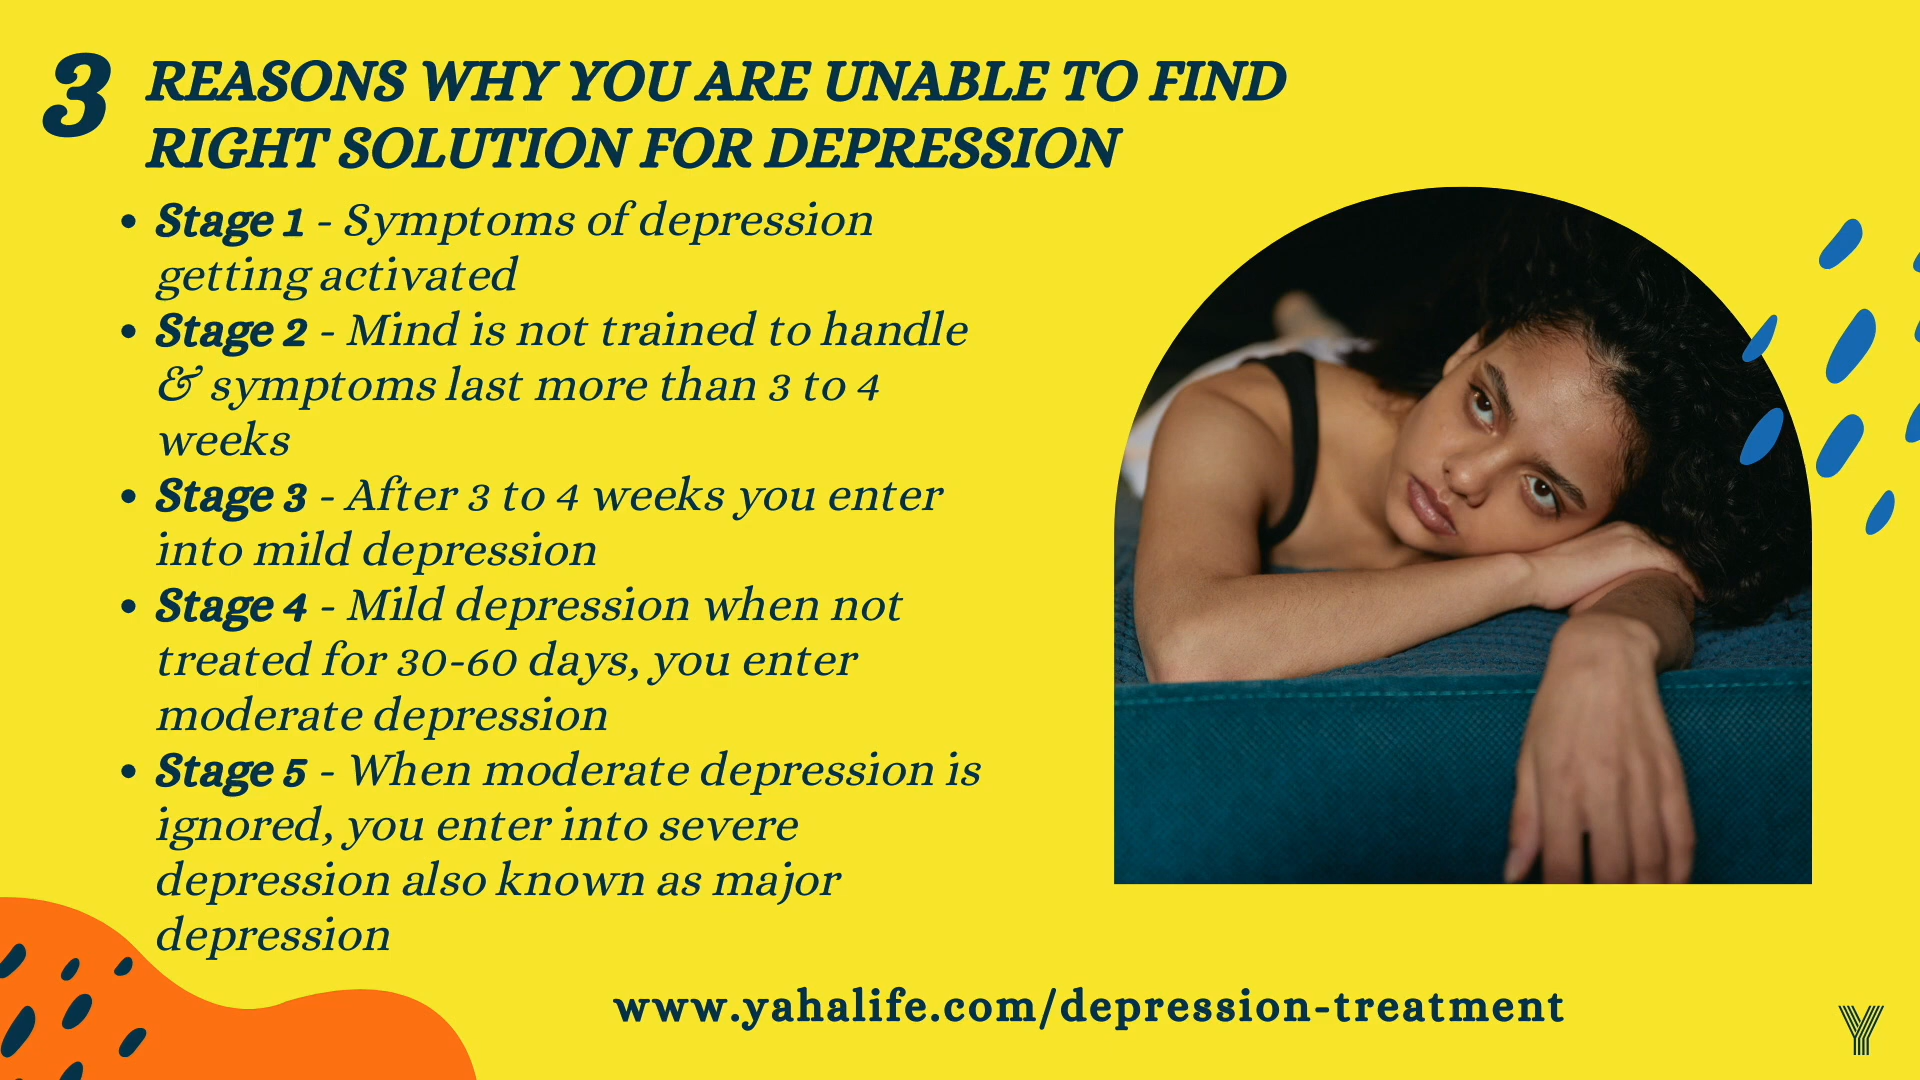 3 REASONS WHY YOU ARE UNABLE TO FIND
RIGHT SOLUTION FOR DEPRESSION
• Stage 1 - Symptoms of depression
getting activated
• Stage 2 - Mind is not trained to handle
& symptoms last more than 3 to 4
weeks
• Stage 3 - After 3 to 4 weeks you enter
into mild depression
• Stage 4 - Mild depression when not
treated for 30-60 days, you enter
moderate depression
• Stage 5 - When moderate depression is
ignored, you enter into severe
depression also known as major
depression
www.yahalife.com/depression-treatment
Y